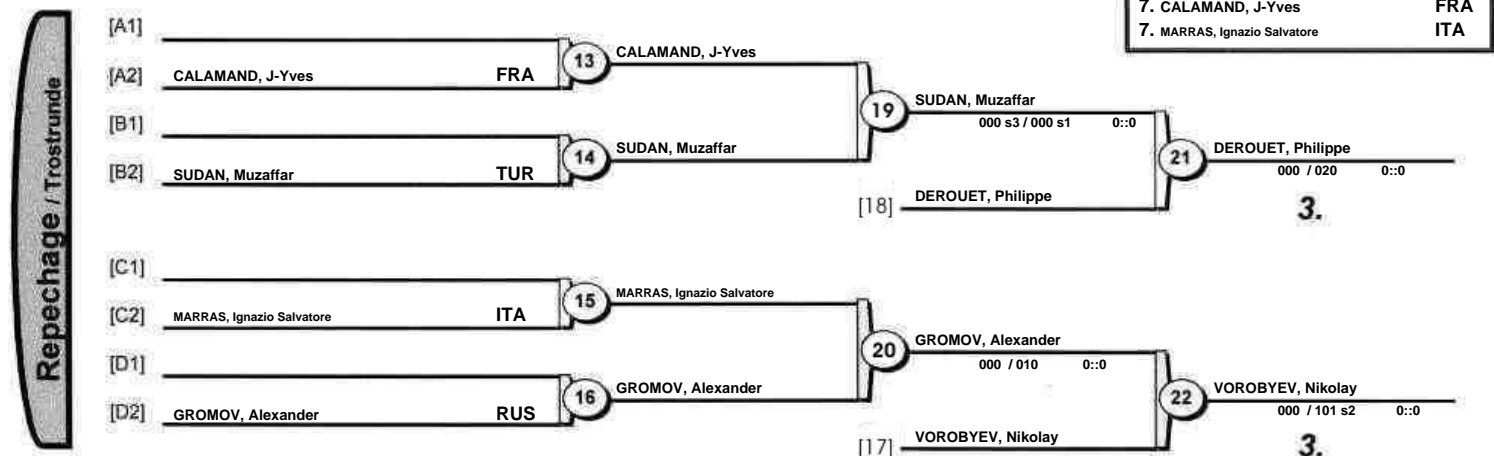 7. CALAMAND, J-Yves FRA
7. MARRAS, Ignazio Salvatore ITA
Repechage / Trostrunde
[A1]
[A2] CALAMAND, J-Yves FRA
13 CALAMAND, J-Yves
[B1]
[B2] SUDAN, Muzaffar TUR
14 SUDAN, Muzaffar
19 SUDAN, Muzaffar
000 s3 / 000 s1 0::0
[18] DEROUET, Philippe
21 DEROUET, Philippe
000 / 020 0::0
3.
[C1]
[C2] MARRAS, Ignazio Salvatore ITA
15 MARRAS, Ignazio Salvatore
[D1]
[D2] GROMOV, Alexander RUS
16 GROMOV, Alexander
20 GROMOV, Alexander
000 / 010 0::0
[17] VOROBYEV, Nikolay
22 VOROBYEV, Nikolay
000 / 101 s2 0::0
3.